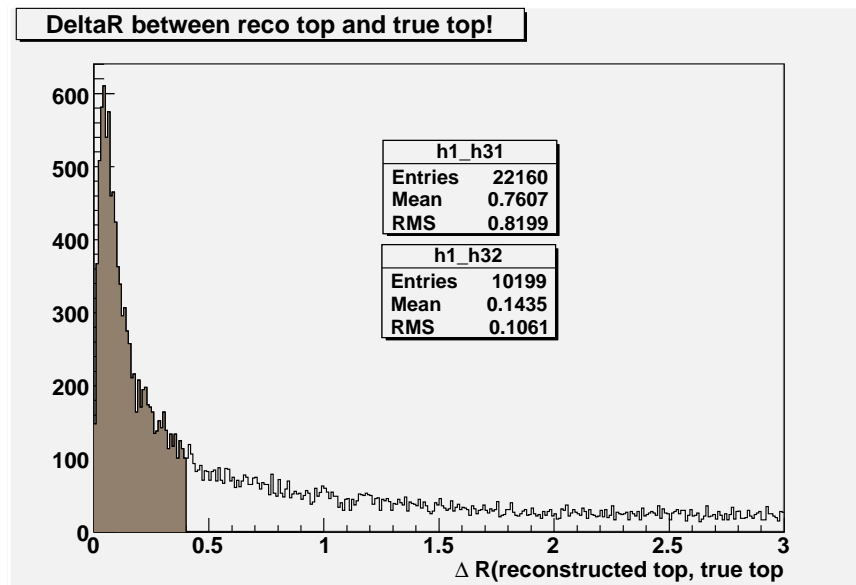 DeltaR between reco top and true top!
600
500
400
300
200
100
0
h1_h31
Entries 22160
Mean 0.7607
RMS 0.8199
h1_h32
Entries 10199
Mean 0.1435
RMS 0.1061
0 0.5 1 1.5 2 2.5 3
Δ R(reconstructed top, true top